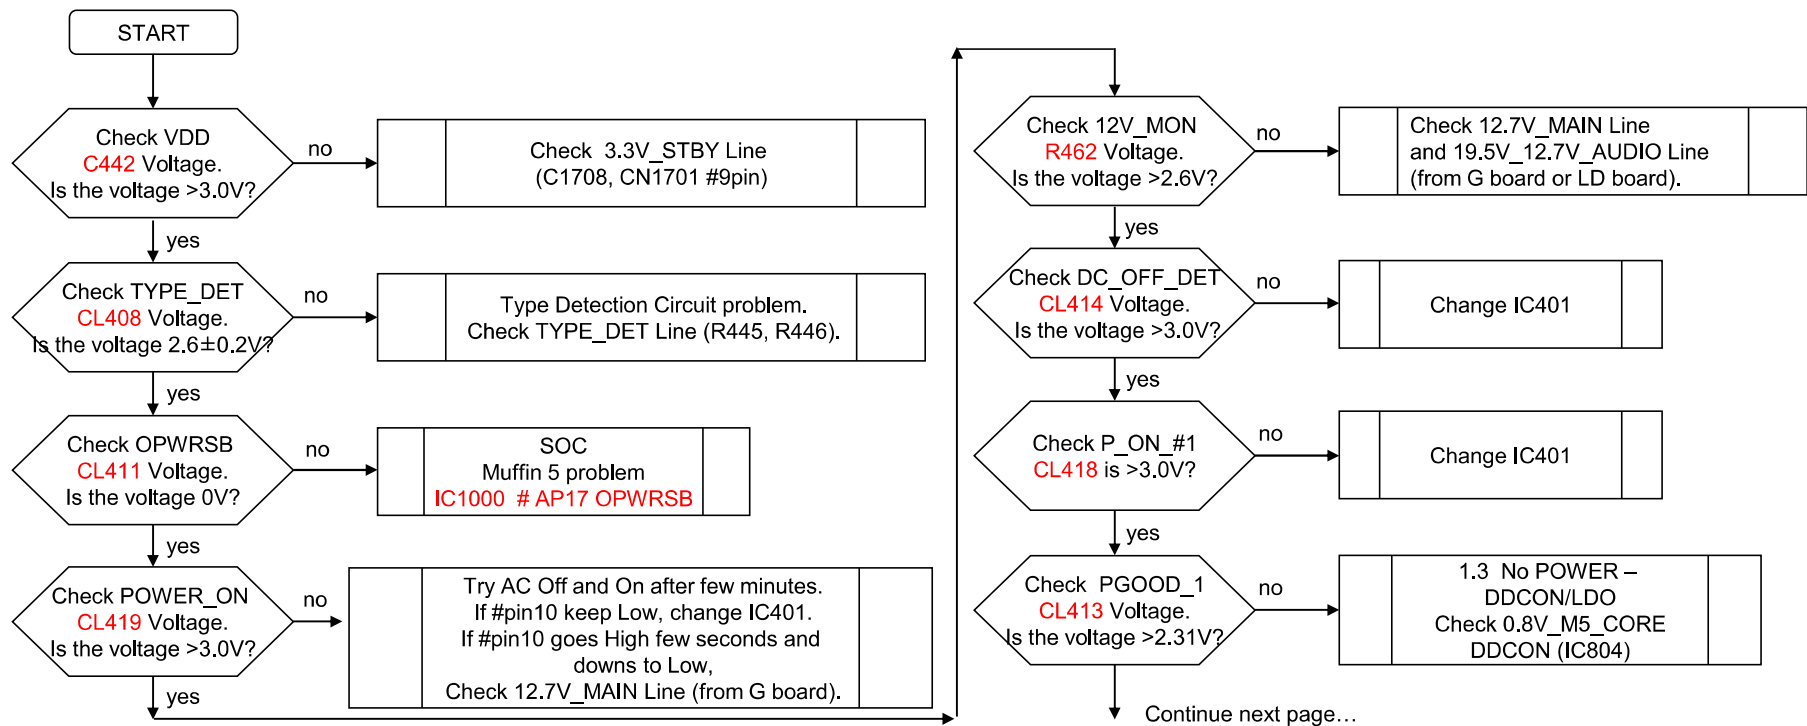 START
Check VDD
C442 Voltage.
Is the voltage >3.0V?
no
Check 3.3V_STBY Line
(C1708, CN1701 #9pin)
yes
Check TYPE_DET
CL408 Voltage.
Is the voltage 2.6±0.2V?
no
Type Detection Circuit problem.
Check TYPE_DET Line (R445, R446).
yes
Check OPWRSB
CL411 Voltage.
Is the voltage 0V?
no
SOC
Muffin 5 problem
IC1000 # AP17 OPWRSB
yes
Check POWER_ON
CL419 Voltage.
Is the voltage >3.0V?
no
Try AC Off and On after few minutes.
If #pin10 keep Low, change IC401.
If #pin10 goes High few seconds and
downs to Low,
Check 12.7V_MAIN Line (from G board).
yes
Check 12V_MON
R462 Voltage.
Is the voltage >2.6V?
no
Check 12.7V_MAIN Line
and 19.5V_12.7V_AUDIO Line
(from G board or LD board).
yes
Check DC_OFF_DET
CL414 Voltage.
Is the voltage >3.0V?
no
Change IC401
yes
Check P_ON_#1
CL418 is >3.0V?
no
Change IC401
yes
Check PGOOD_1
CL413 Voltage.
Is the voltage >2.31V?
no
1.3 No POWER –
DDCON/LDO
Check 0.8V_M5_CORE
DDCON (IC804)
yes
Continue next page…